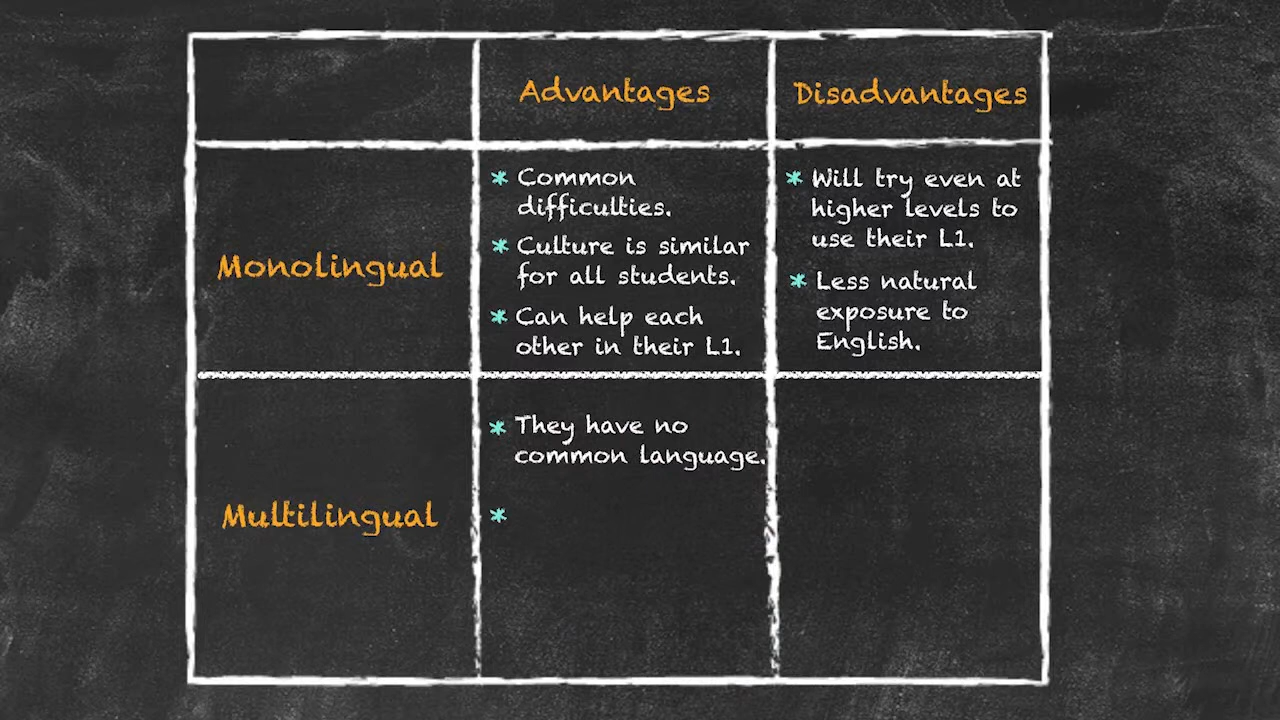 Advantages
Disadvantages
Monolingual
* Common
difficulties.
* Culture is similar
for all students.
* Can help each
other in their L1.
* Will try even at
higher levels to
use their L1.
* Less natural
exposure to
English.
Multilingual
* They have no
common language.
*